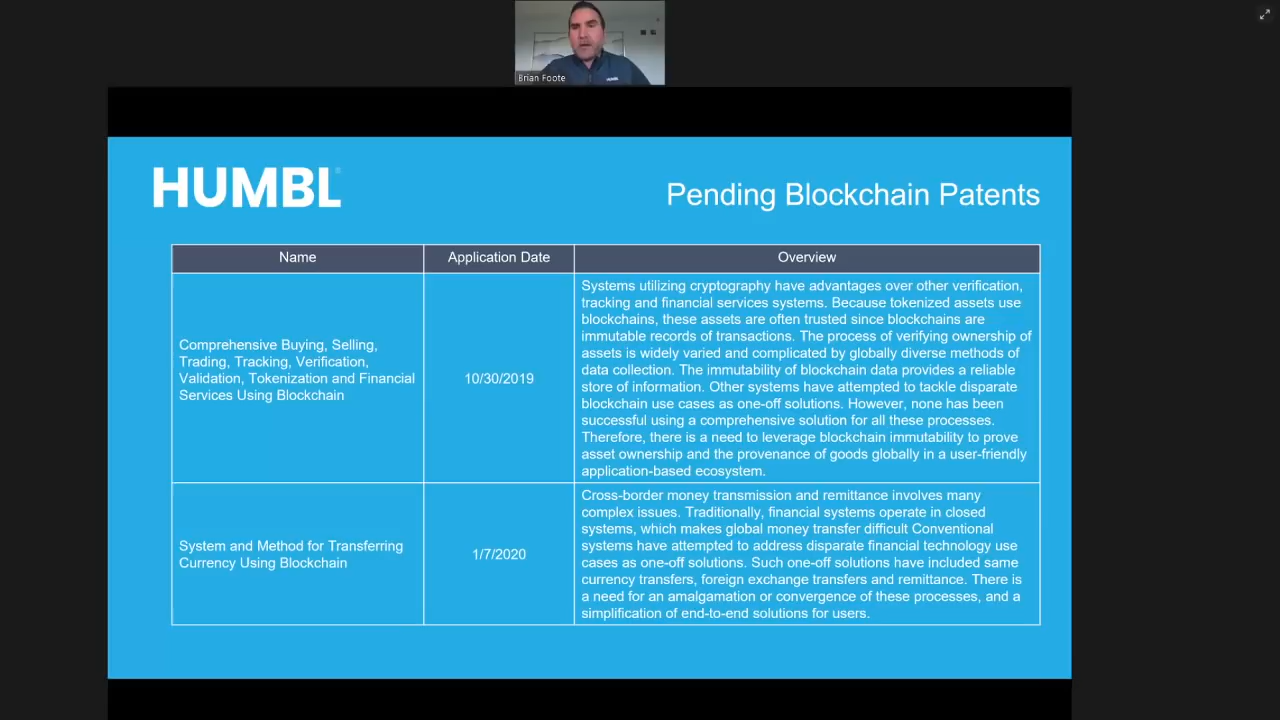 Brian Foote
HUMBL
Pending Blockchain Patents
Name
Application Date
Overview
Comprehensive Buying, Selling,
Trading, Tracking, Verification,
Validation, Tokenization and Financial
Services Using Blockchain
10/30/2019
Systems utilizing cryptography have advantages over other verification,
tracking and financial services systems. Because tokenized assets use
blockchains, these assets are often trusted since blockchains are
immutable records of transactions. The process of verifying ownership of
assets is widely varied and complicated by globally diverse methods of
data collection. The immutability of blockchain data provides a reliable
store of information. Other systems have attempted to tackle disparate
blockchain use cases as one-off solutions. However, none has been
successful using a comprehensive solution for all these processes.
Therefore, there is a need to leverage blockchain immutability to prove
asset ownership and the provenance of goods globally in a user-friendly
application-based ecosystem.
System and Method for Transferring
Currency Using Blockchain
1/7/2020
Cross-border money transmission and remittance involves many
complex issues. Traditionally, financial systems operate in closed
systems, which makes global money transfer difficult Conventional
systems have attempted to address disparate financial technology use
cases as one-off solutions. Such one-off solutions have included same
currency transfers, foreign exchange transfers and remittance. There is
a need for an amalgamation or convergence of these processes, and a
simplification of end-to-end solutions for users.